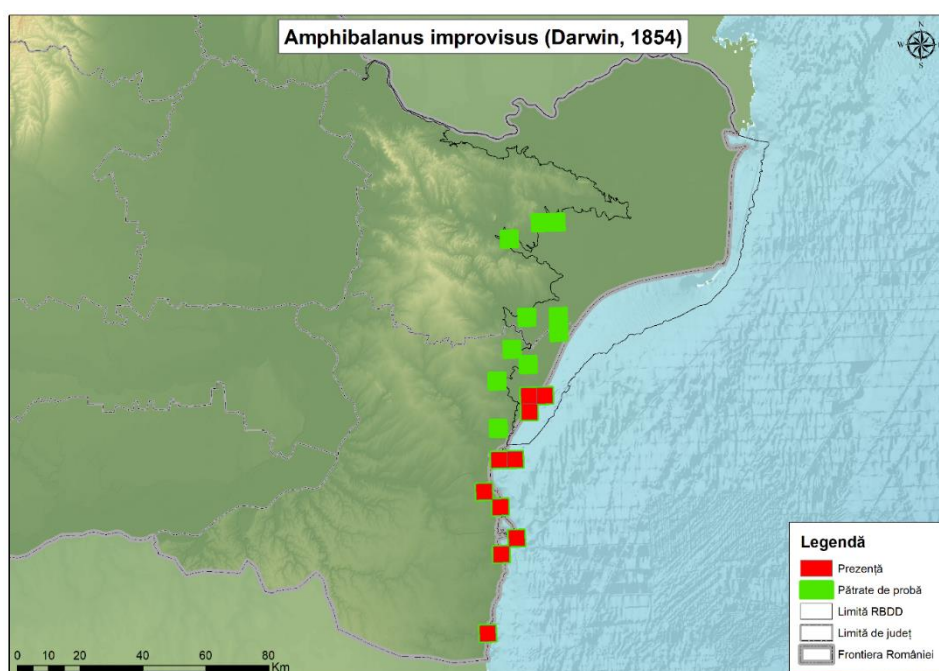 Amphibalanus improvisus (Darwin, 1854)
N
W
E
S
Legendă
Prezență
Pătrate de probă
Limită RBDD
Limită de județ
Frontiera României
0 10 20 40 60 80
Km